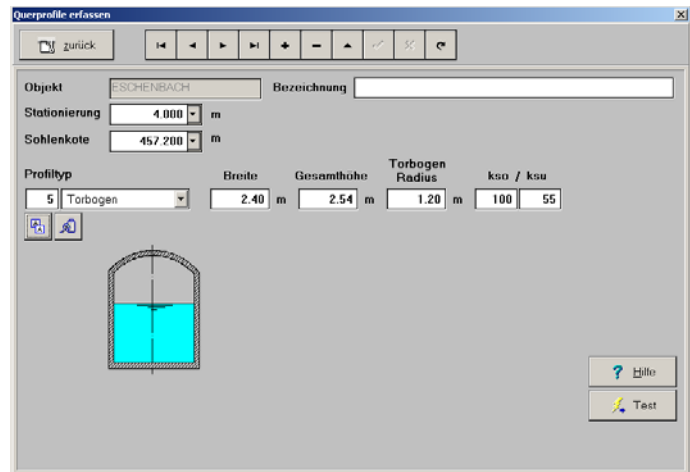 Querprofile erfassen
zurück
Objekt ESCHENBACH Bezeichnung
Stationierung 4.000 m
Sohlenkote 457.200 m
Profiltyp Breite Gesamthöhe Torbogen Radius kso / ksu
5 Torbogen 2.40 m 2.54 m 1.20 m 100 55
Hilfe
Test